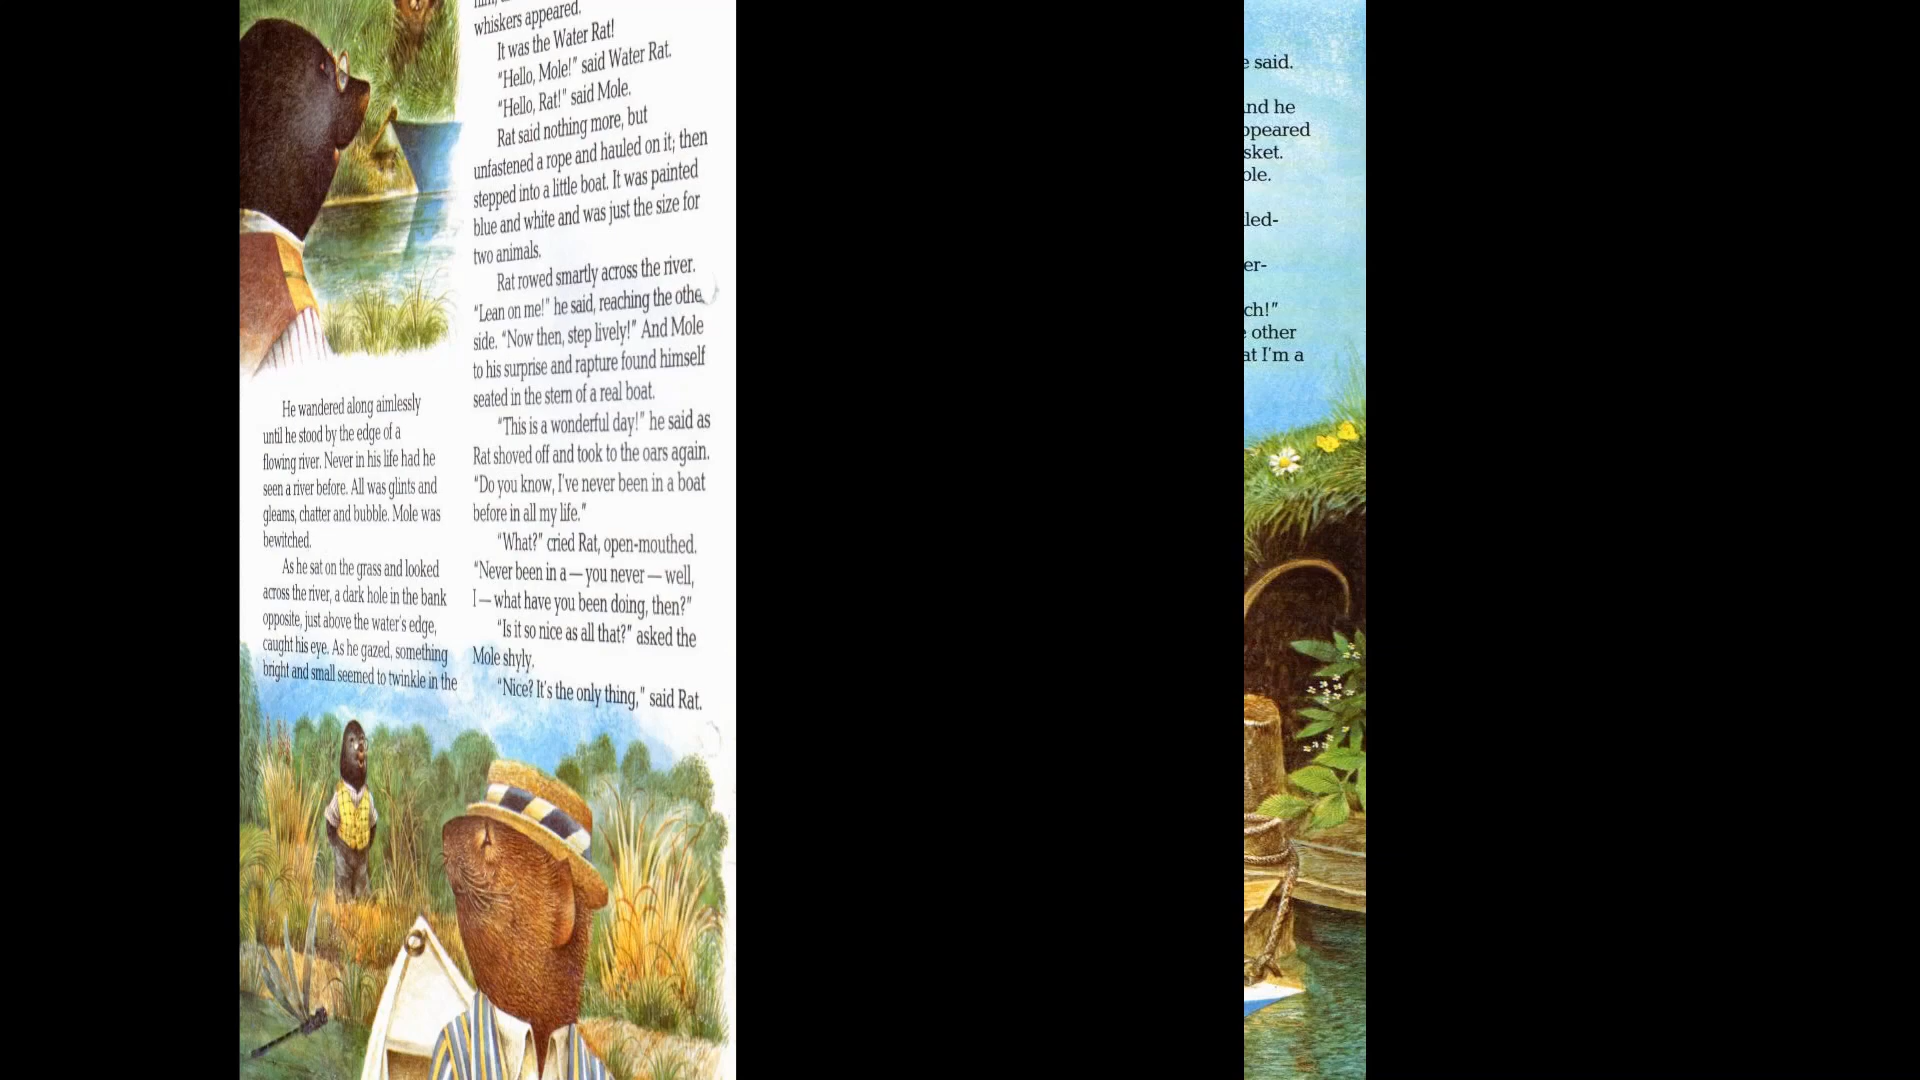 He wandered along aimlessly
until he stood by the edge of a
flowing river. Never in his life had he
seen a river before. All was glints and
gleams, chatter and bubble. Mole was
bewitched.
As he sat on the grass and looked
across the river, a dark hole in the bank
opposite, just above the water's edge,
caught his eye. As he gazed, something
bright and small seemed to twinkle in the
whiskers appeared.
It was the Water Rat!
"Hello, Mole!" said Water Rat.
"Hello, Rat!" said Mole.
Rat said nothing more, but
unfastened a rope and hauled on it; then
stepped into a little boat. It was painted
blue and white and was just the size for
two animals.
Rat rowed smartly across the river.
"Lean on me!" he said, reaching the othe
side. "Now then, step lively!" And Mole
to his surprise and rapture found himself
seated in the stern of a real boat.
"This is a wonderful day!" he said as
Rat shoved off and took to the oars again.
"Do you know, I've never been in a boat
before in all my life."
"What?" cried Rat, open-mouthed.
"Never been in a — you never — well,
I — what have you been doing, then?"
"Is it so nice as all that?" asked the
Mole shyly.
"Nice? It's the only thing," said Rat.
e said.
nd he
ppeared
sket.
ole.
led-
er-
ch!"
other
at I'm a